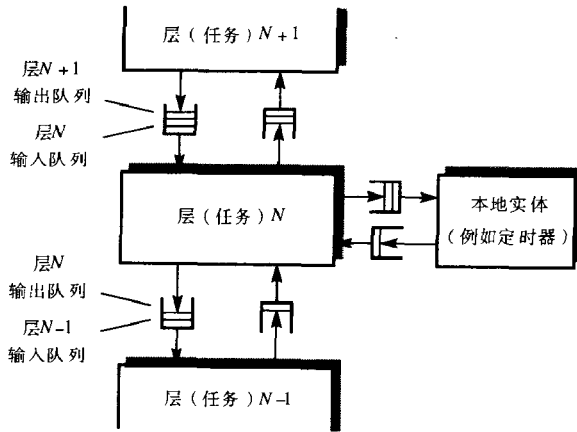 层(任务)N+1
层N+1
输出队列
层N
输入队列
层(任务)N
本地实体
(例如定时器)
层N
输出队列
层N-1
输入队列
层(任务)N-1